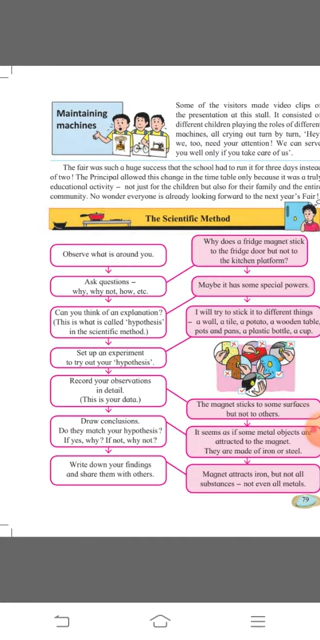 Maintaining
machines
Some of the visitors made video clips of
the presentation at this stall. It consisted o
different children playing the roles of differen
machines, all crying out turn by turn, ‘Hey
we, too, need your attention! We can serve
you well only if you take care of us’.
The fair was such a huge success that the school had to run it for three days instea
of two! The Principal allowed this change in the time table only because it was a trul
educational activity – not just for the children but also for their family and the entir
community. No wonder everyone is already looking forward to the next year’s Fair!
The Scientific Method
Observe what is around you.
Why does a fridge magnet stick
to the fridge door but not to
the kitchen platform?
Ask questions –
why, why not, how, etc.
Maybe it has some special powers.
Can you think of an explanation?
(This is what is called ‘hypothesis’
in the scientific method.)
I will try to stick it to different things
– a wall, a tile, a potato, a wooden table,
pots and pans, a plastic bottle, a cup.
Set up an experiment
to try out your ‘hypothesis’.
Record your observations
in detail.
(This is your data.)
The magnet sticks to some surfaces
but not to others.
Draw conclusions.
Do they match your hypothesis?
If yes, why? If not, why not?
It seems as if some metal objects are
attracted to the magnet.
They are made of iron or steel.
Write down your findings
and share them with others.
Magnet attracts iron, but not all
substances – not even all metals.
79